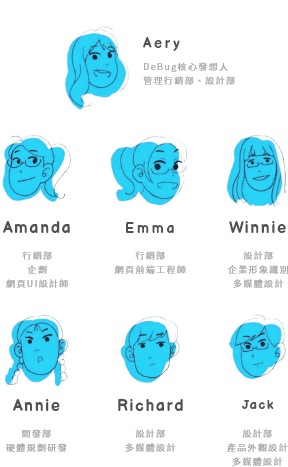 Aery
DeBug核心發想人
管理行銷部、設計部
Amanda
行銷部
企劃
網頁UI設計師
Emma
行銷部
網頁前端工程師
Winnie
設計部
企業形象識別
多媒體設計
Annie
開發部
硬體規劃研發
Richard
設計部
多媒體設計
Jack
設計部
產品外觀設計
多媒體設計